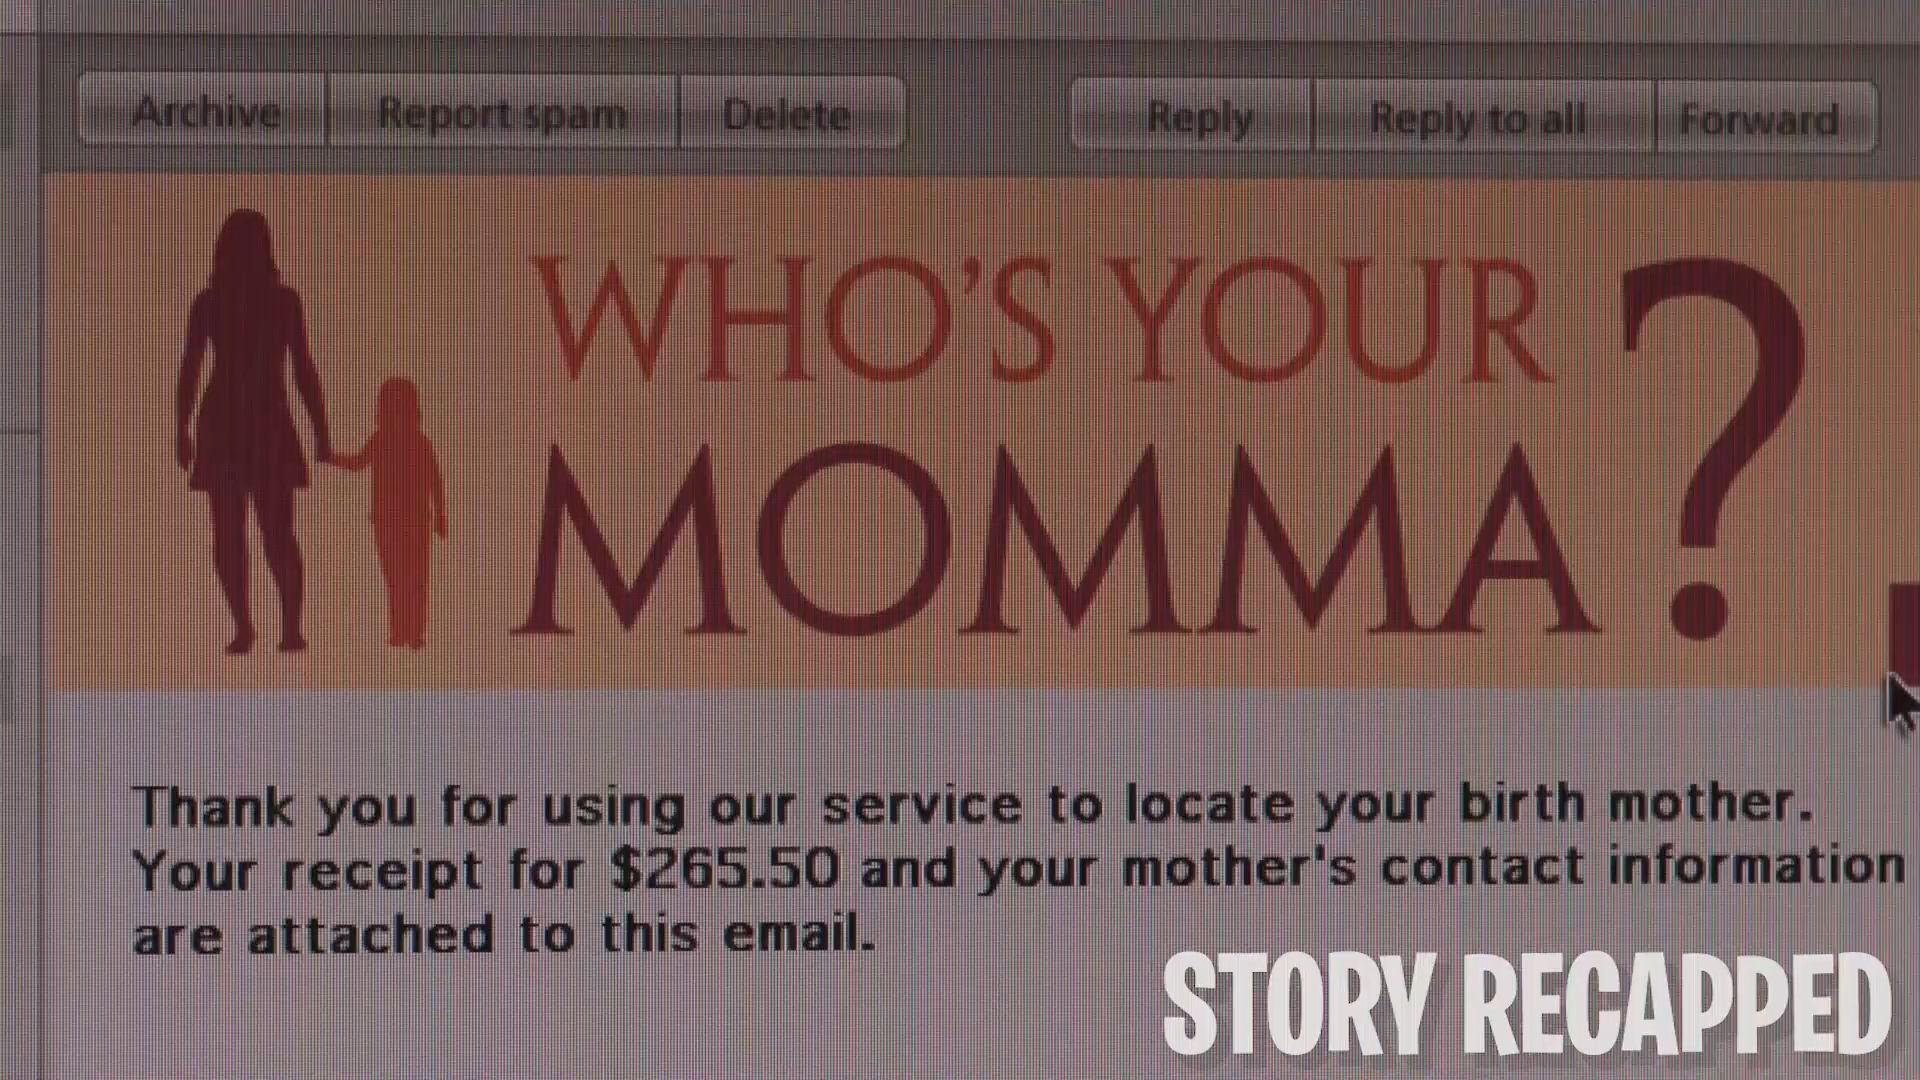 Archive Report spam Delete Reply Reply to all Forward
WHO'S YOUR
MOMMA?
Thank you for using our service to locate your birth mother.
Your receipt for $265.50 and your mother's contact information
are attached to this email.
STORY RECAPPED